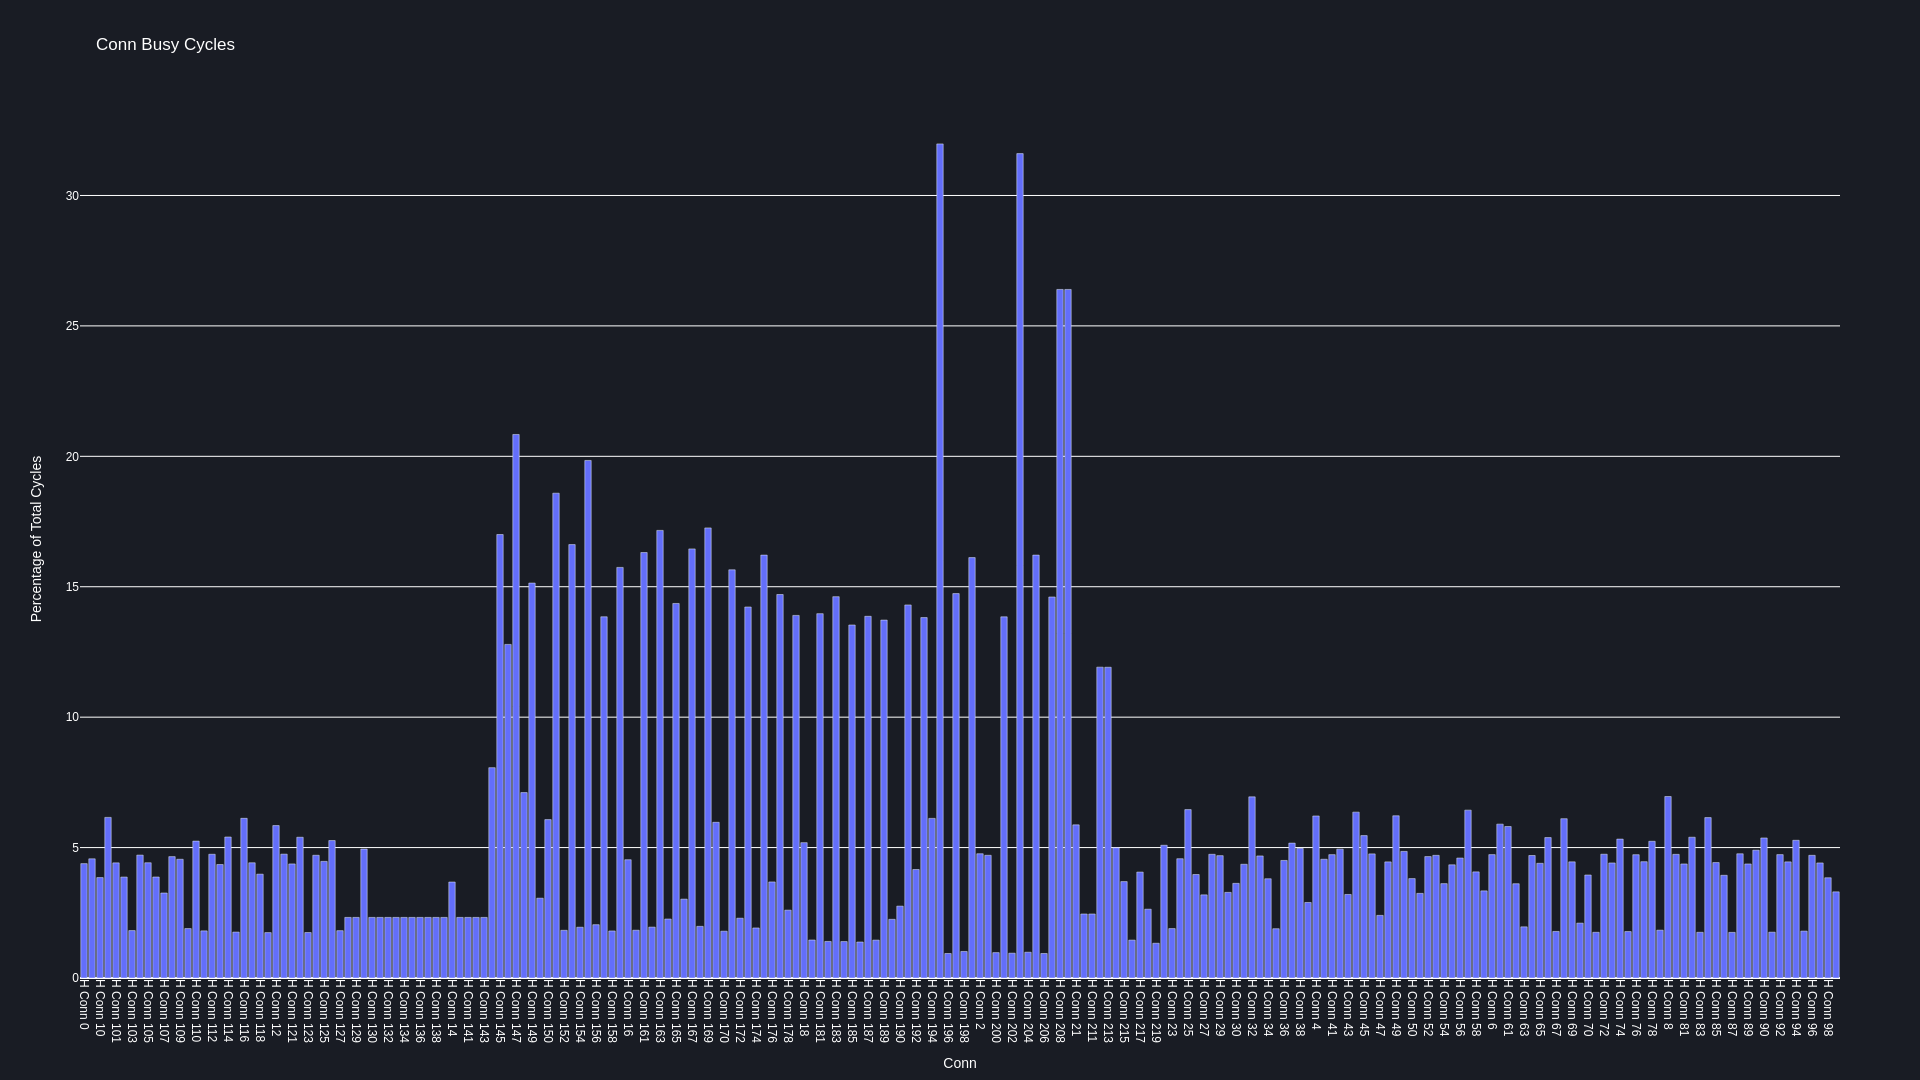 Conn Busy Cycles
30
25
20
15
10
5
0
Percentage of Total Cycles
H Conn 0
H Conn 10
H Conn 101
H Conn 103
H Conn 105
H Conn 107
H Conn 109
H Conn 110
H Conn 112
H Conn 114
H Conn 116
H Conn 118
H Conn 12
H Conn 121
H Conn 123
H Conn 125
H Conn 127
H Conn 129
H Conn 130
H Conn 132
H Conn 134
H Conn 136
H Conn 138
H Conn 14
H Conn 141
H Conn 143
H Conn 145
H Conn 147
H Conn 149
H Conn 150
H Conn 152
H Conn 154
H Conn 156
H Conn 158
H Conn 16
H Conn 161
H Conn 163
H Conn 165
H Conn 167
H Conn 169
H Conn 170
H Conn 172
H Conn 174
H Conn 176
H Conn 178
H Conn 18
H Conn 181
H Conn 183
H Conn 185
H Conn 187
H Conn 189
H Conn 190
H Conn 192
H Conn 194
H Conn 196
H Conn 198
H Conn 2
H Conn 200
H Conn 202
H Conn 204
H Conn 206
H Conn 208
H Conn 21
H Conn 211
H Conn 213
H Conn 215
H Conn 217
H Conn 219
H Conn 23
H Conn 25
H Conn 27
H Conn 29
H Conn 30
H Conn 32
H Conn 34
H Conn 36
H Conn 38
H Conn 4
H Conn 41
H Conn 43
H Conn 45
H Conn 47
H Conn 49
H Conn 50
H Conn 52
H Conn 54
H Conn 56
H Conn 58
H Conn 6
H Conn 61
H Conn 63
H Conn 65
H Conn 67
H Conn 69
H Conn 70
H Conn 72
H Conn 74
H Conn 76
H Conn 78
H Conn 8
H Conn 81
H Conn 83
H Conn 85
H Conn 87
H Conn 89
H Conn 90
H Conn 92
H Conn 94
H Conn 96
H Conn 98
Conn